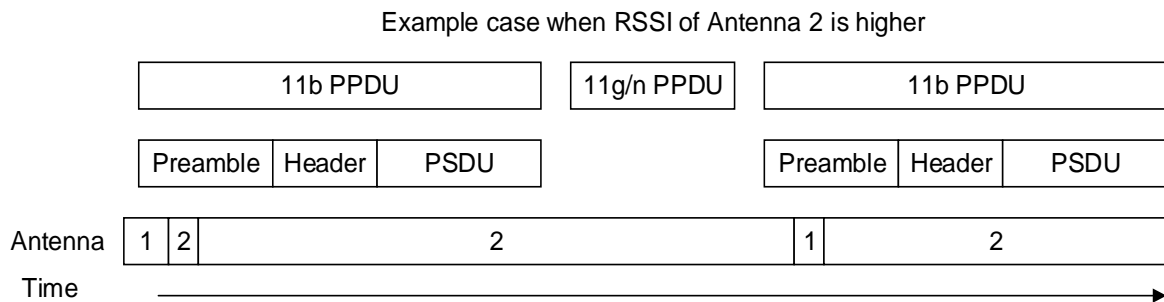 Example case when RSSI of Antenna 2 is higher
11b PPDU 11g/n PPDU 11b PPDU
Preamble Header PSDU Preamble Header PSDU
Antenna 1 2 2 1 2
Time